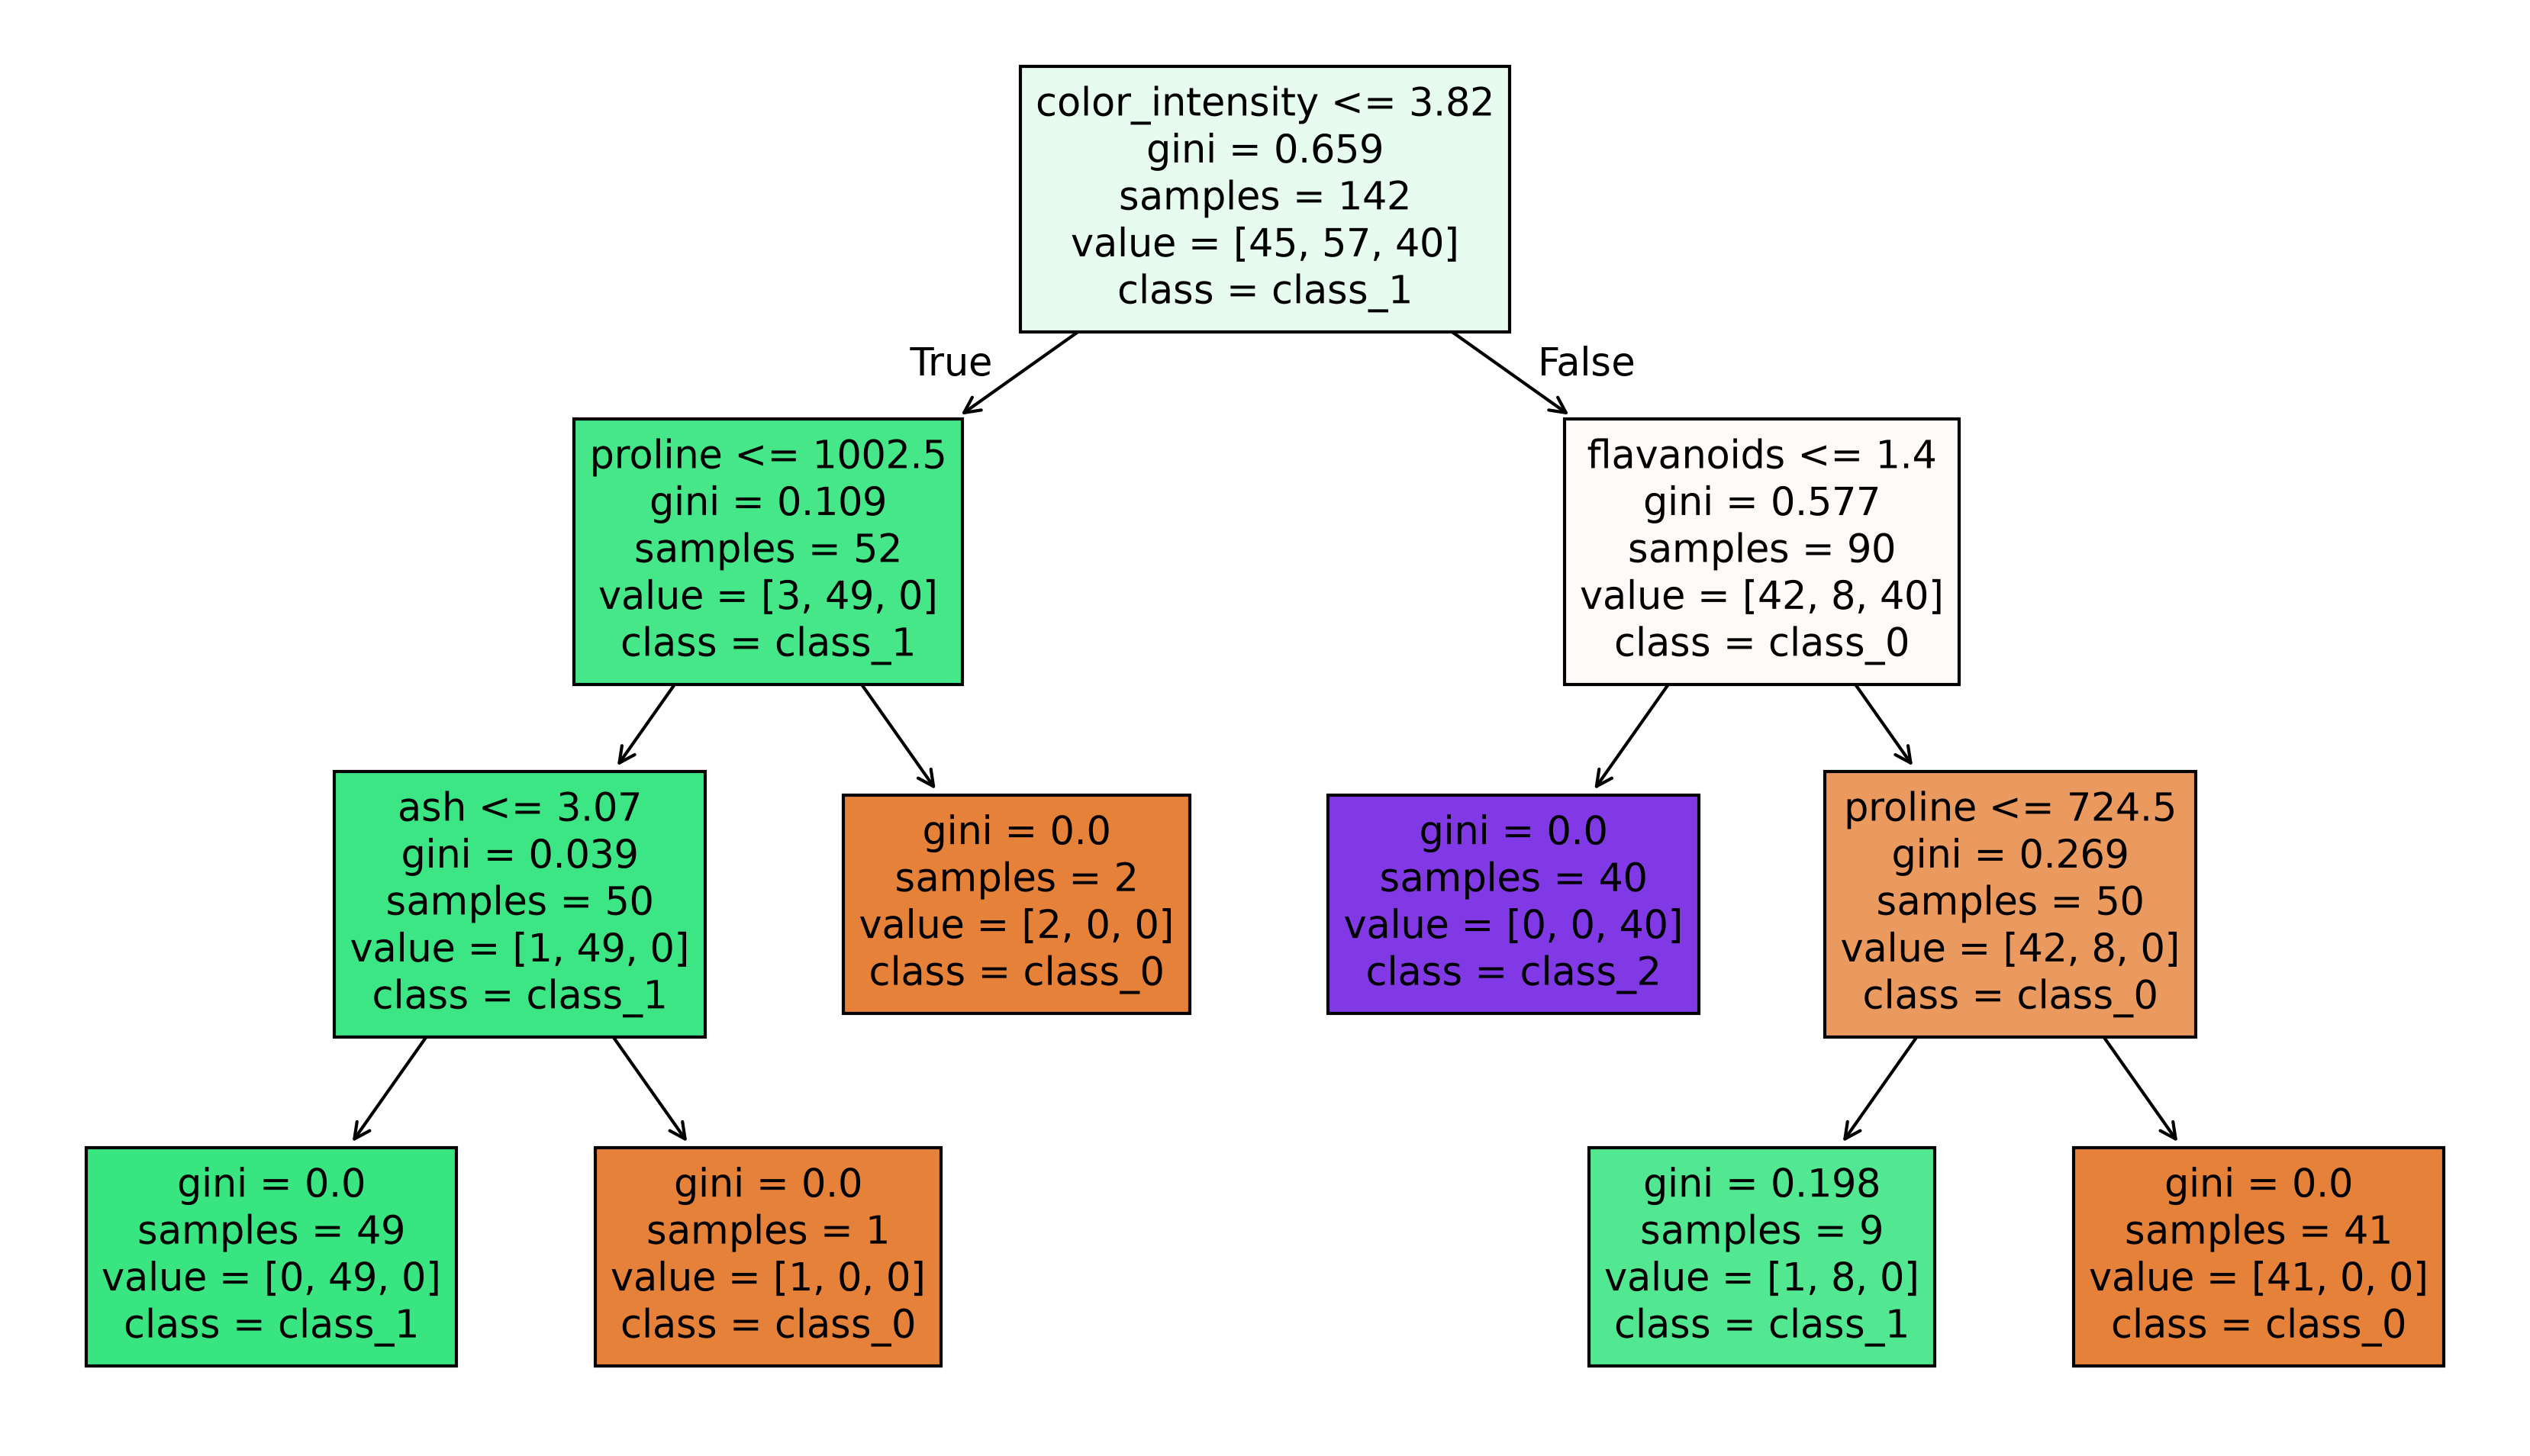 color_intensity <= 3.82
gini = 0.659
samples = 142
value = [45, 57, 40]
class = class_1
True
False
proline <= 1002.5
gini = 0.109
samples = 52
value = [3, 49, 0]
class = class_1
flavanoids <= 1.4
gini = 0.577
samples = 90
value = [42, 8, 40]
class = class_0
ash <= 3.07
gini = 0.039
samples = 50
value = [1, 49, 0]
class = class_1
gini = 0.0
samples = 2
value = [2, 0, 0]
class = class_0
gini = 0.0
samples = 40
value = [0, 0, 40]
class = class_2
proline <= 724.5
gini = 0.269
samples = 50
value = [42, 8, 0]
class = class_0
gini = 0.0
samples = 49
value = [0, 49, 0]
class = class_1
gini = 0.0
samples = 1
value = [1, 0, 0]
class = class_0
gini = 0.198
samples = 9
value = [1, 8, 0]
class = class_1
gini = 0.0
samples = 41
value = [41, 0, 0]
class = class_0